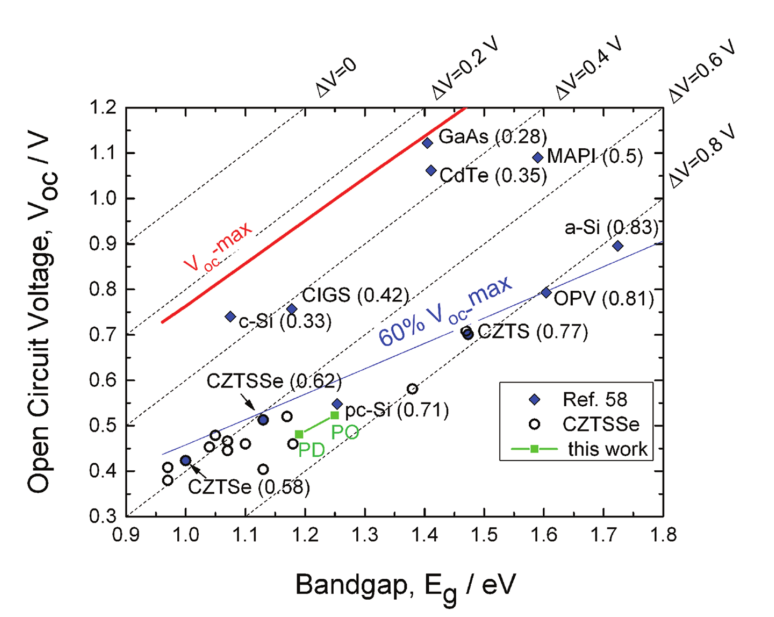 ΔV=0
ΔV=0.2 V
ΔV=0.4 V
ΔV=0.6 V
ΔV=0.8 V
Open Circuit Voltage, Voc / V
1.2
1.1
1.0
0.9
0.8
0.7
0.6
0.5
0.4
0.3
GaAs (0.28)
MAPI (0.5)
CdTe (0.35)
a-Si (0.83)
Voc-max
CIGS (0.42)
c-Si (0.33)
OPV (0.81)
60% Voc-max
CZTS (0.77)
CZTSSe (0.62)
pc-Si (0.71)
PO
PD
CZTSe (0.58)
Ref. 58
CZTSSe
this work
0.9 1.0 1.1 1.2 1.3 1.4 1.5 1.6 1.7 1.8
Bandgap, Eg / eV